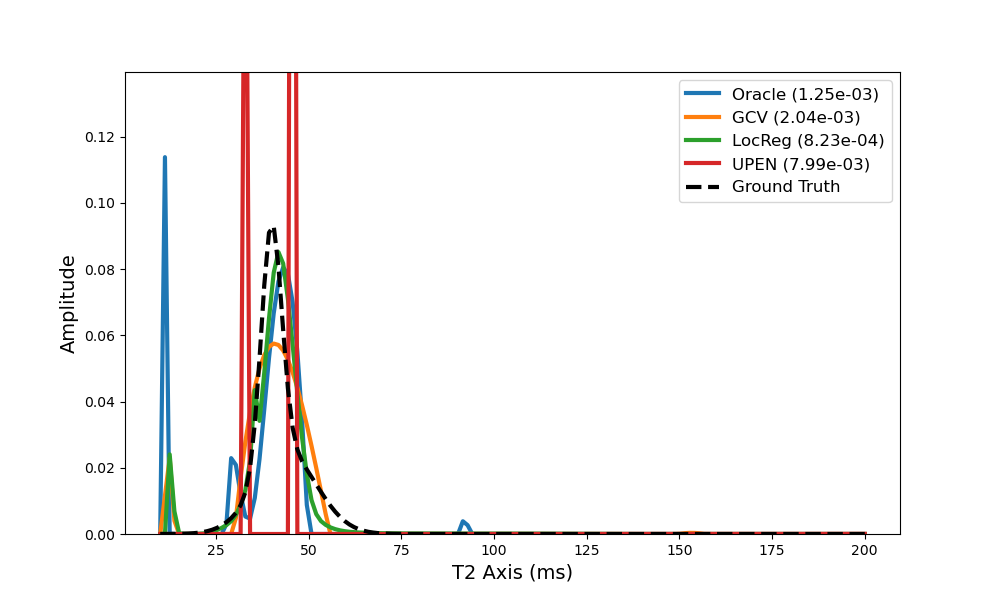 Oracle (1.25e-03)
GCV (2.04e-03)
LocReg (8.23e-04)
UPEN (7.99e-03)
Ground Truth
Amplitude
0.12
0.10
0.08
0.06
0.04
0.02
0.00
25 50 75 100 125 150 175 200
T2 Axis (ms)